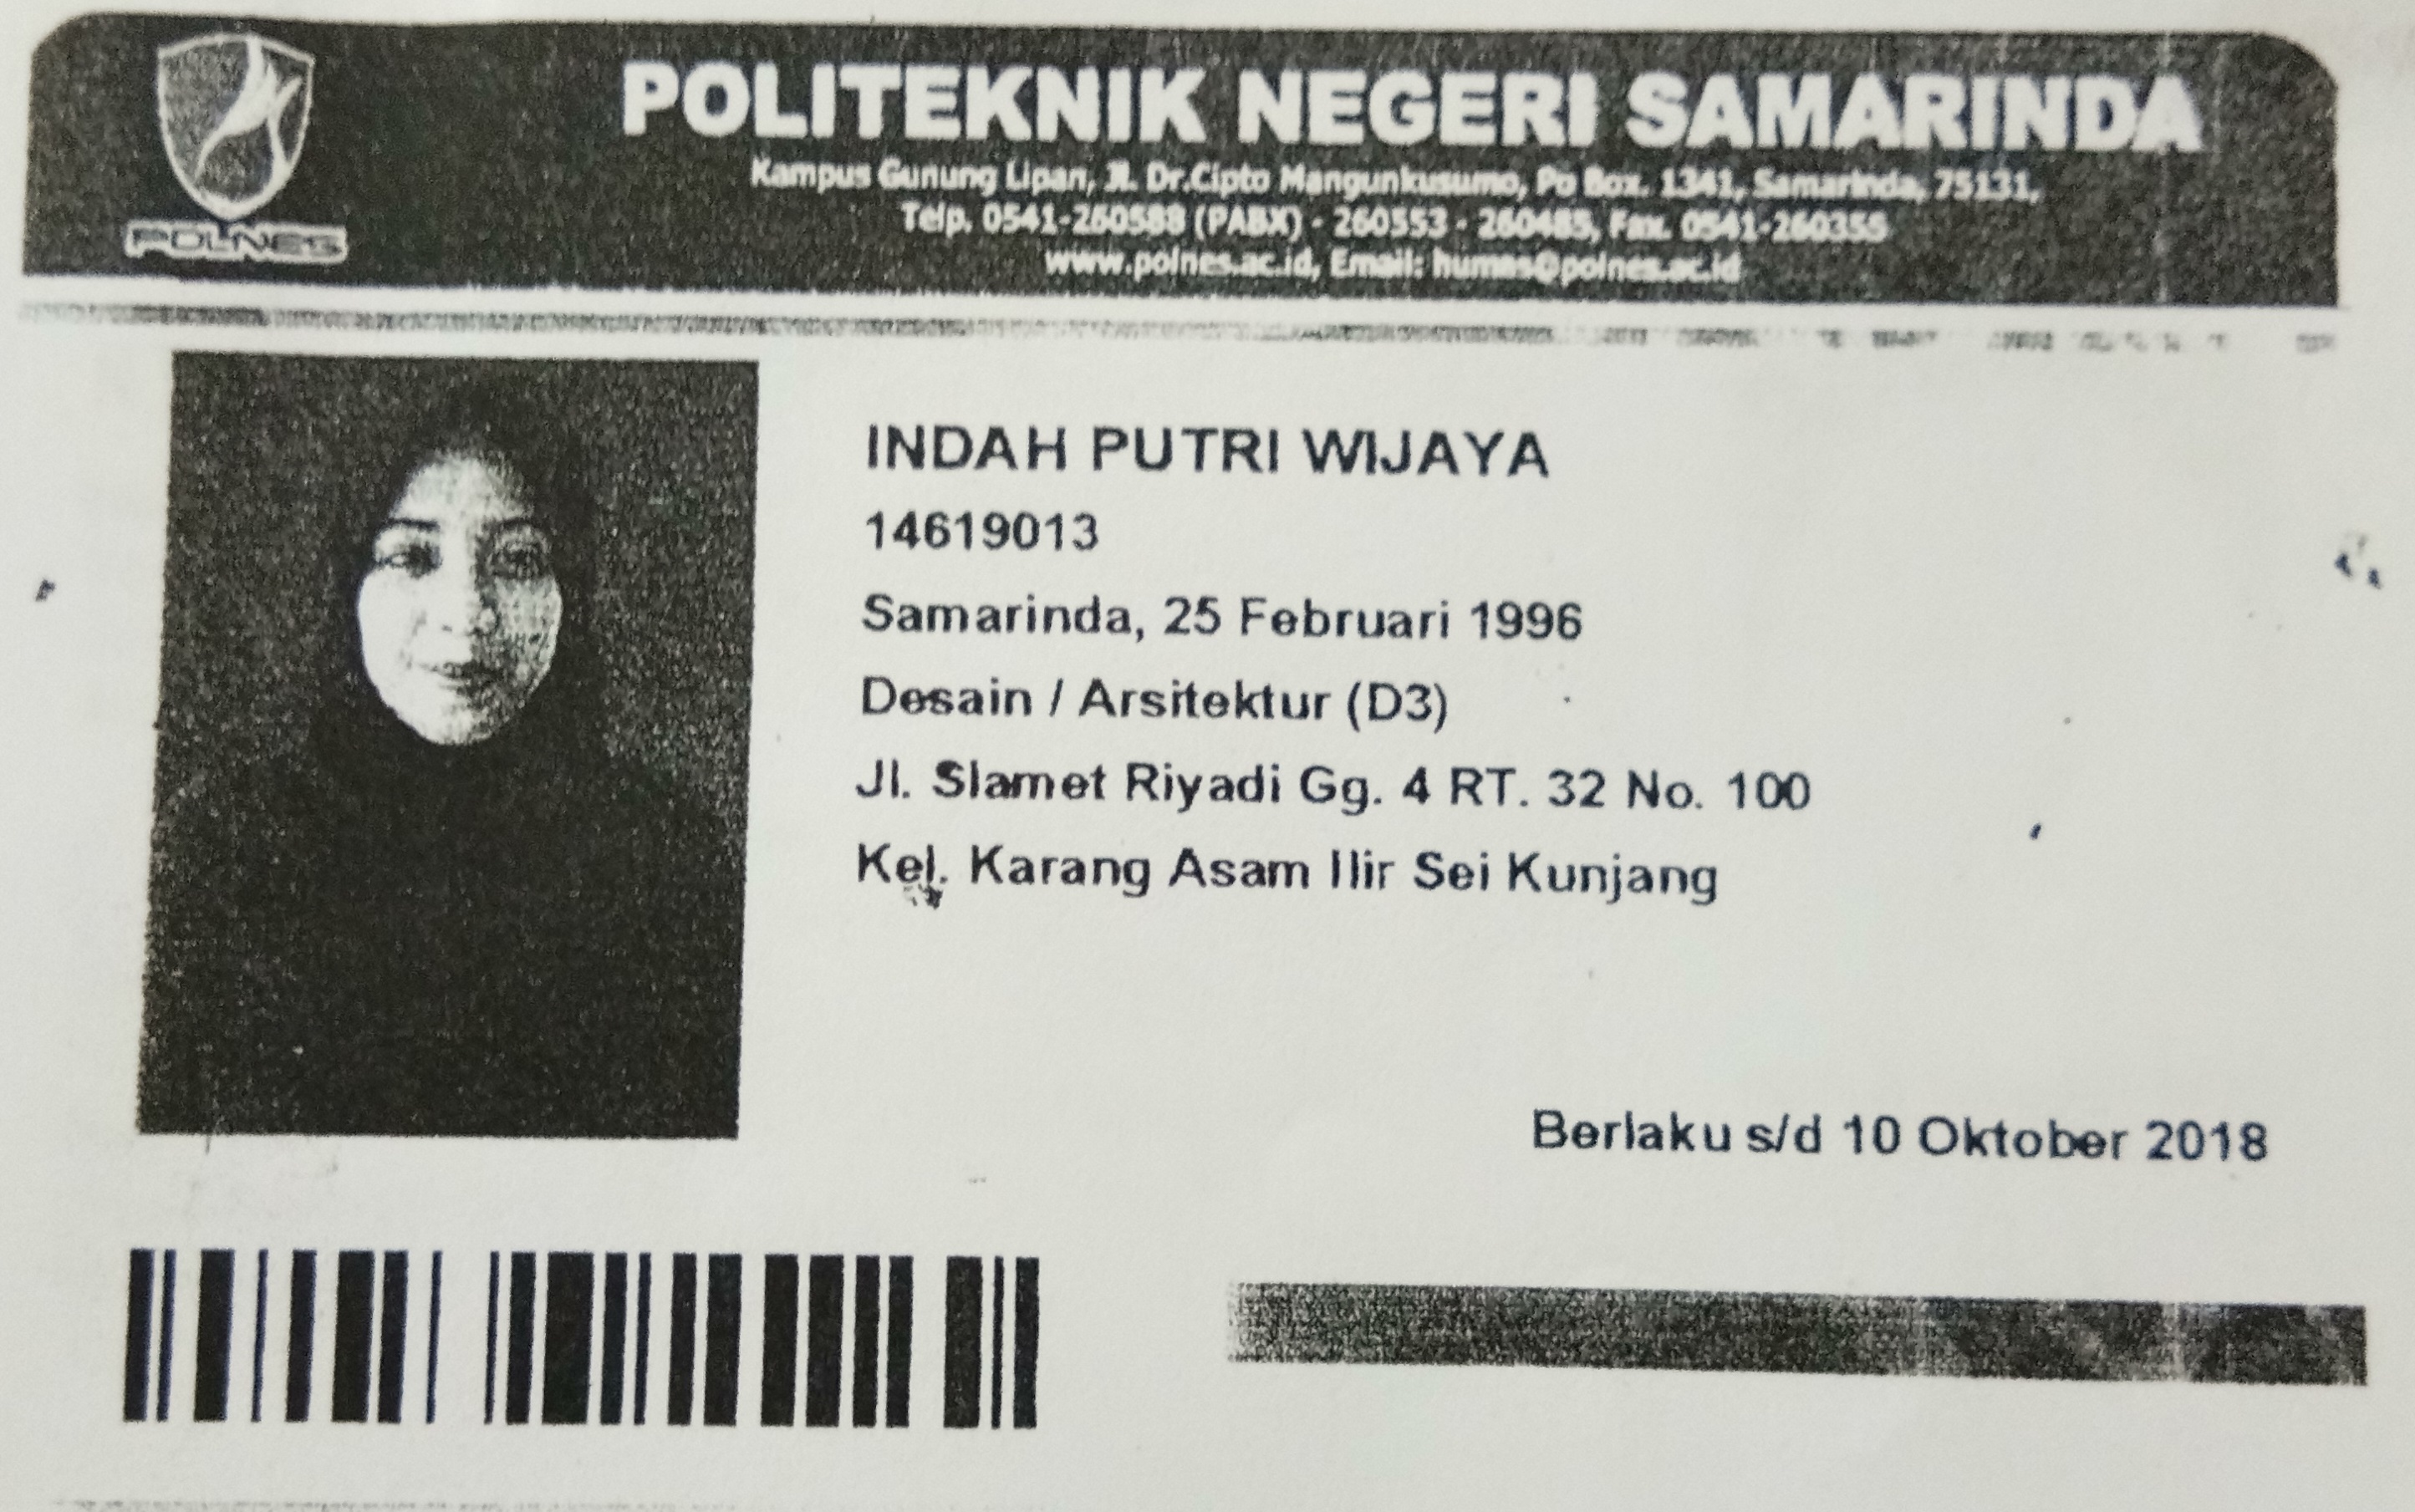 POLITEKNIK NEGERI SAMARINDA
Kampus Gunung Lipan, Jl. Dr.Cipto Mangunkusumo, Po Box. 1341, Samarinda, 75131,
Telp. 0541-260588 (PABX) - 260553 - 260485, Fax. 0541-260355
www.polnes.ac.id, Email: humas@polnes.ac.id
POLNES
INDAH PUTRI WIJAYA
14619013
Samarinda, 25 Februari 1996
Desain / Arsitektur (D3)
Jl. Slamet Riyadi Gg. 4 RT. 32 No. 100
Kel. Karang Asam Ilir Sei Kunjang
Berlaku s/d 10 Oktober 2018